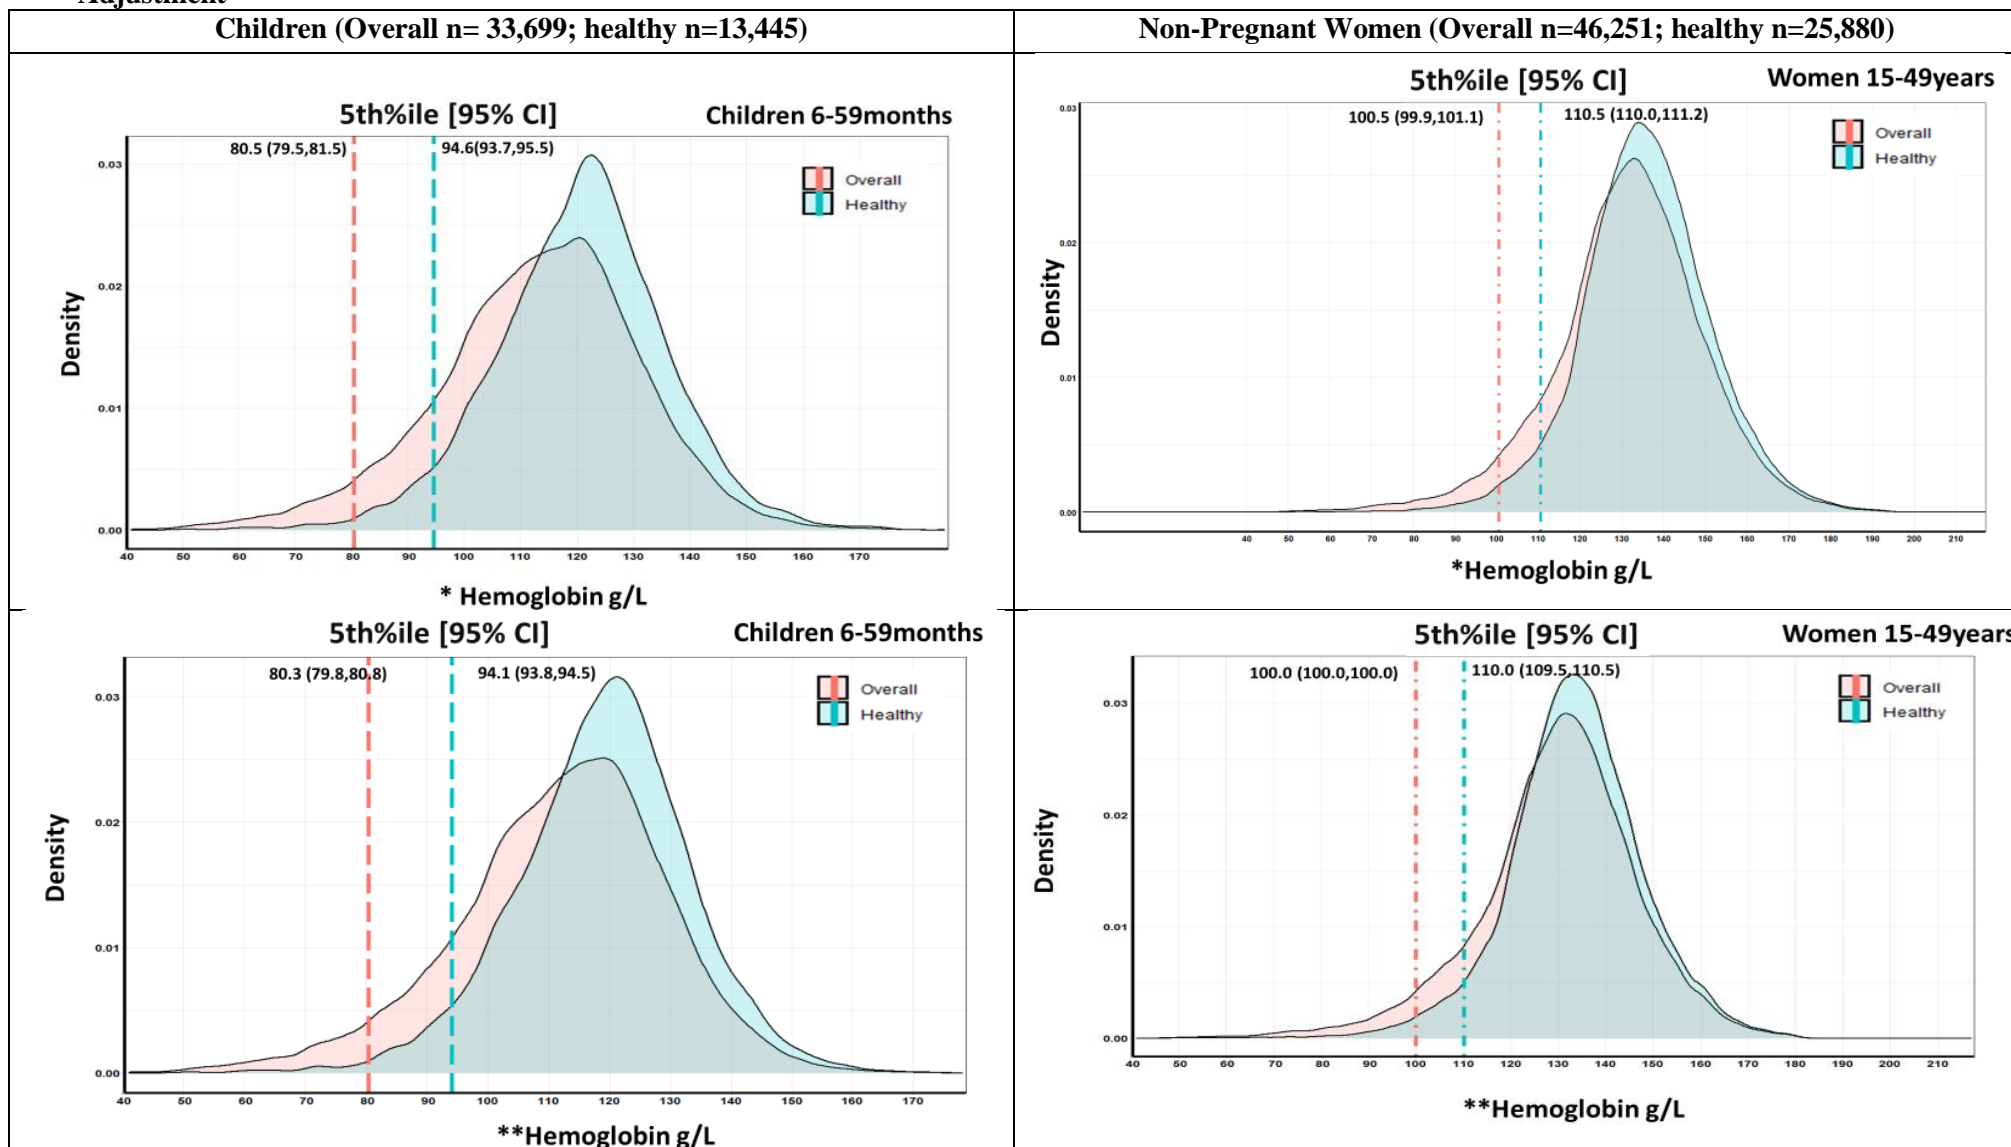 Adjustment
Children (Overall n= 33,699; healthy n=13,445)
Non-Pregnant Women (Overall n=46,251; healthy n=25,880)
5th%ile [95% CI]
Children 6-59months
80.5 (79.5,81.5)
94.6(93.7,95.5)
Overall
Healthy
0.03
0.02
0.01
0.00
Density
40 50 60 70 80 90 100 110 120 130 140 150 160 170
* Hemoglobin g/L
5th%ile [95% CI]
Women 15-49years
100.5 (99.9,101.1)
110.5 (110.0,111.2)
Overall
Healthy
0.03
0.02
0.01
0.00
Density
40 50 60 70 80 90 100 110 120 130 140 150 160 170 180 190 200 210
*Hemoglobin g/L
5th%ile [95% CI]
Children 6-59months
80.3 (79.8,80.8)
94.1 (93.8,94.5)
Overall
Healthy
0.03
0.02
0.01
0.00
Density
40 50 60 70 80 90 100 110 120 130 140 150 160 170
**Hemoglobin g/L
5th%ile [95% CI]
Women 15-49years
100.0 (100.0,100.0)
110.0 (109.5,110.5)
Overall
Healthy
0.03
0.02
0.01
0.00
Density
40 50 60 70 80 90 100 110 120 130 140 150 160 170 180 190 200 210
**Hemoglobin g/L